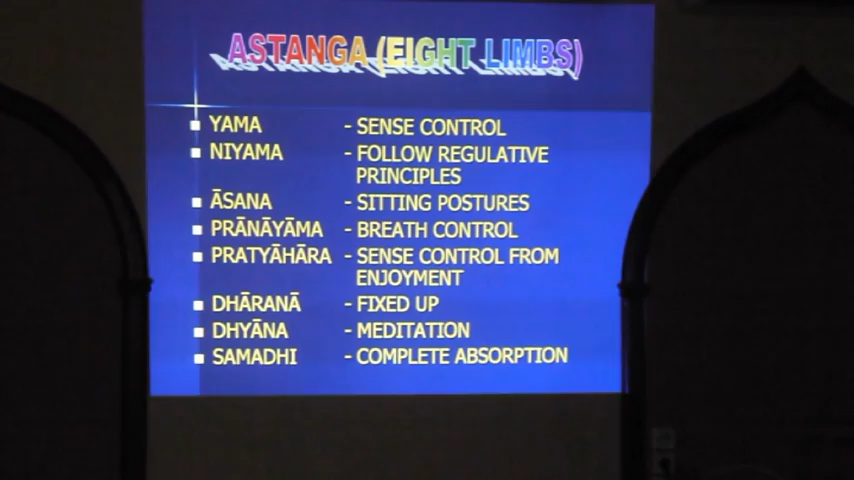 ASTANGA (EIGHT LIMBS)
YAMA - SENSE CONTROL
NIYAMA - FOLLOW REGULATIVE
PRINCIPLES
ĀSANA - SITTING POSTURES
PRĀNĀYĀMA - BREATH CONTROL
PRATYĀHĀRA - SENSE CONTROL FROM
ENJOYMENT
DHĀRANĀ - FIXED UP
DHYĀNA - MEDITATION
SAMADHI - COMPLETE ABSORPTION